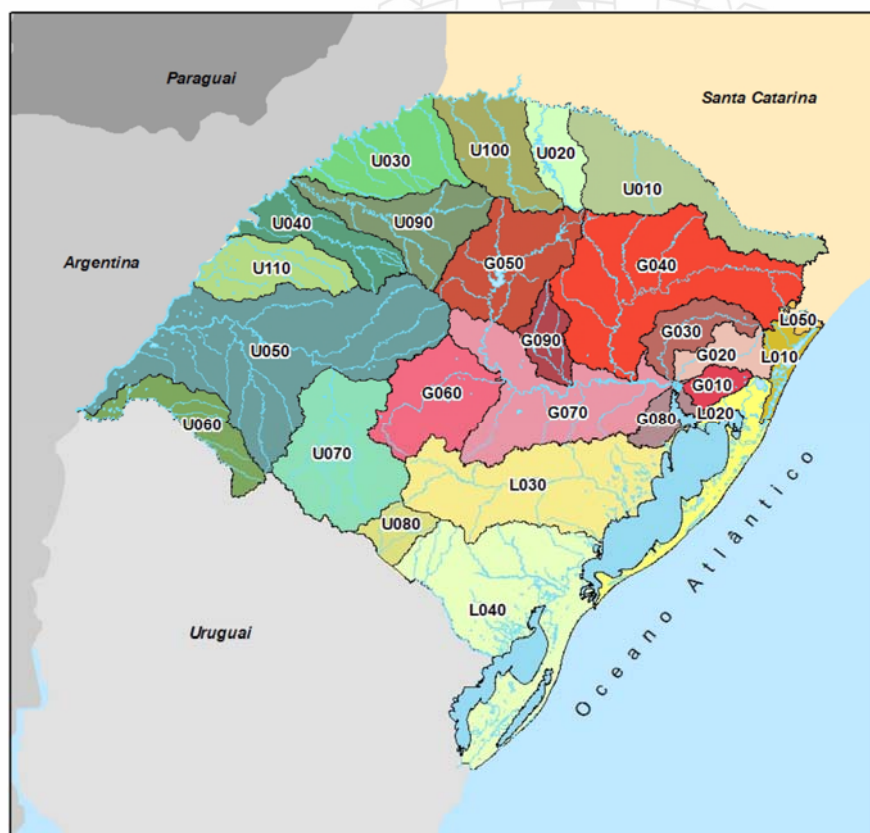 Paraguai
Santa Catarina
U030
U100
U020
U010
U040
U090
Argentina
U110
G050
G040
L050
U050
G090
G030
G020
L010
G010
G060
G070
G080
L020
U060
U070
L030
U080
L040
Uruguai
Oceano Atlântico